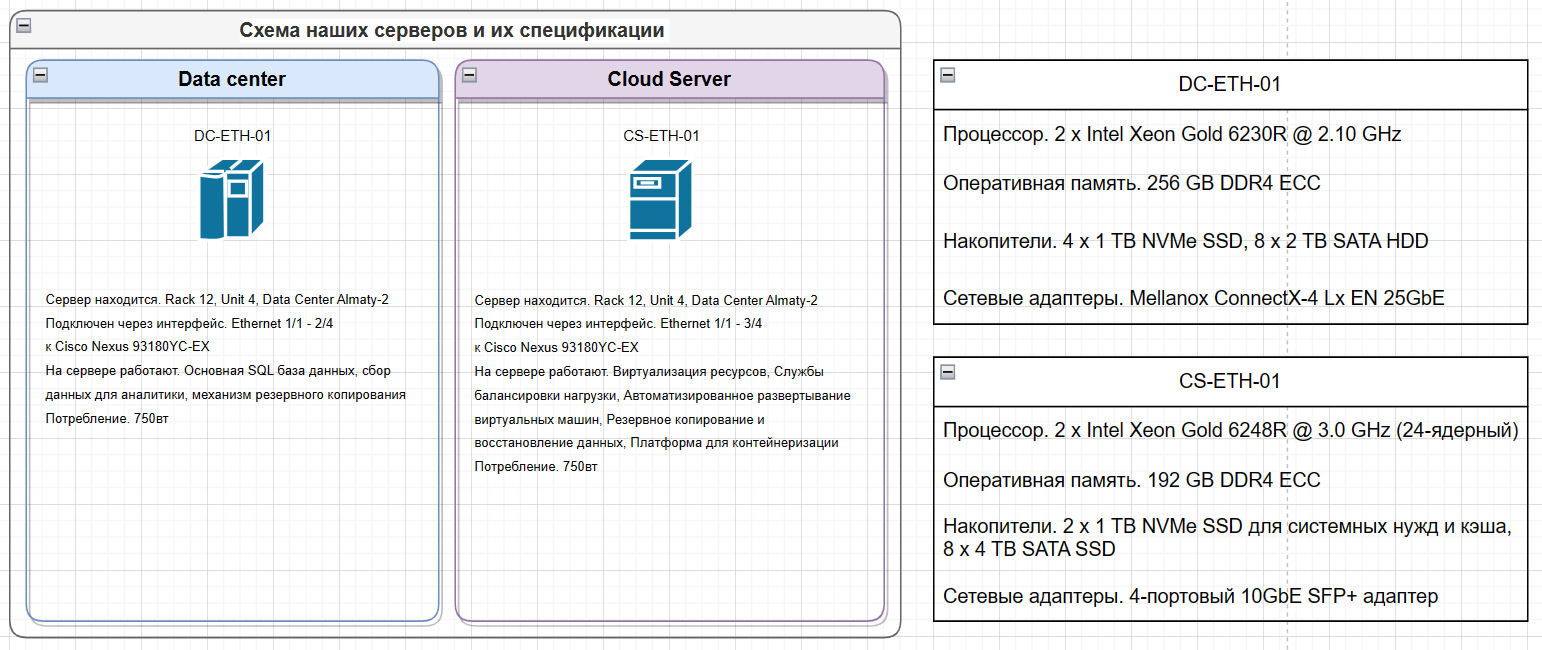 Схема наших серверов и их спецификации
Data center
DC-ETH-01
Сервер находится. Rack 12, Unit 4, Data Center Almaty-2
Подключен через интерфейс. Ethernet 1/1 - 2/4
к Cisco Nexus 93180YC-EX
На сервере работают. Основная SQL база данных, сбор
данных для аналитики, механизм резервного копирования
Потребление. 750вт
Cloud Server
CS-ETH-01
Сервер находится. Rack 12, Unit 4, Data Center Almaty-2
Подключен через интерфейс. Ethernet 1/1 - 3/4
к Cisco Nexus 93180YC-EX
На сервере работают. Виртуализация ресурсов, Службы
балансировки нагрузки, Автоматизированное развертывание
виртуальных машин, Резервное копирование и
восстановление данных, Платформа для контейнеризации
Потребление. 750вт
DC-ETH-01
Процессор. 2 x Intel Xeon Gold 6230R @ 2.10 GHz
Оперативная память. 256 GB DDR4 ECC
Накопители. 4 x 1 TB NVMe SSD, 8 x 2 TB SATA HDD
Сетевые адаптеры. Mellanox ConnectX-4 Lx EN 25GbE
CS-ETH-01
Процессор. 2 x Intel Xeon Gold 6248R @ 3.0 GHz (24-ядерный)
Оперативная память. 192 GB DDR4 ECC
Накопители. 2 x 1 TB NVMe SSD для системных нужд и кэша,
8 x 4 TB SATA SSD
Сетевые адаптеры. 4-портовый 10GbE SFP+ адаптер